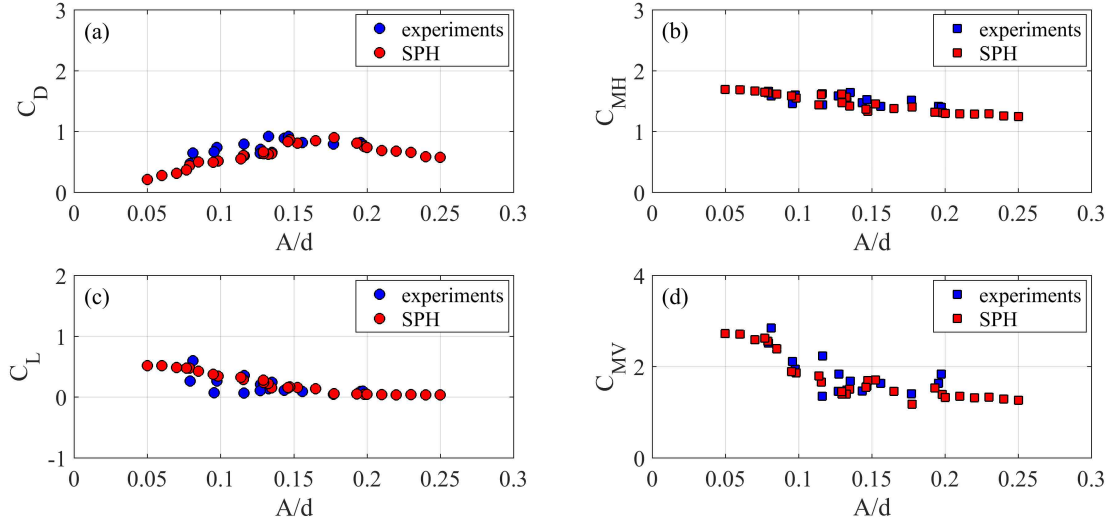 (a)
experiments
SPH
3
2
1
0
C_D
0 0.05 0.1 0.15 0.2 0.25 0.3
A/d
(b)
experiments
SPH
3
2
1
0
C_MH
0 0.05 0.1 0.15 0.2 0.25 0.3
A/d
(c)
experiments
SPH
2
1
0
-1
C_L
0 0.05 0.1 0.15 0.2 0.25 0.3
A/d
(d)
experiments
SPH
4
2
0
C_MV
0 0.05 0.1 0.15 0.2 0.25 0.3
A/d